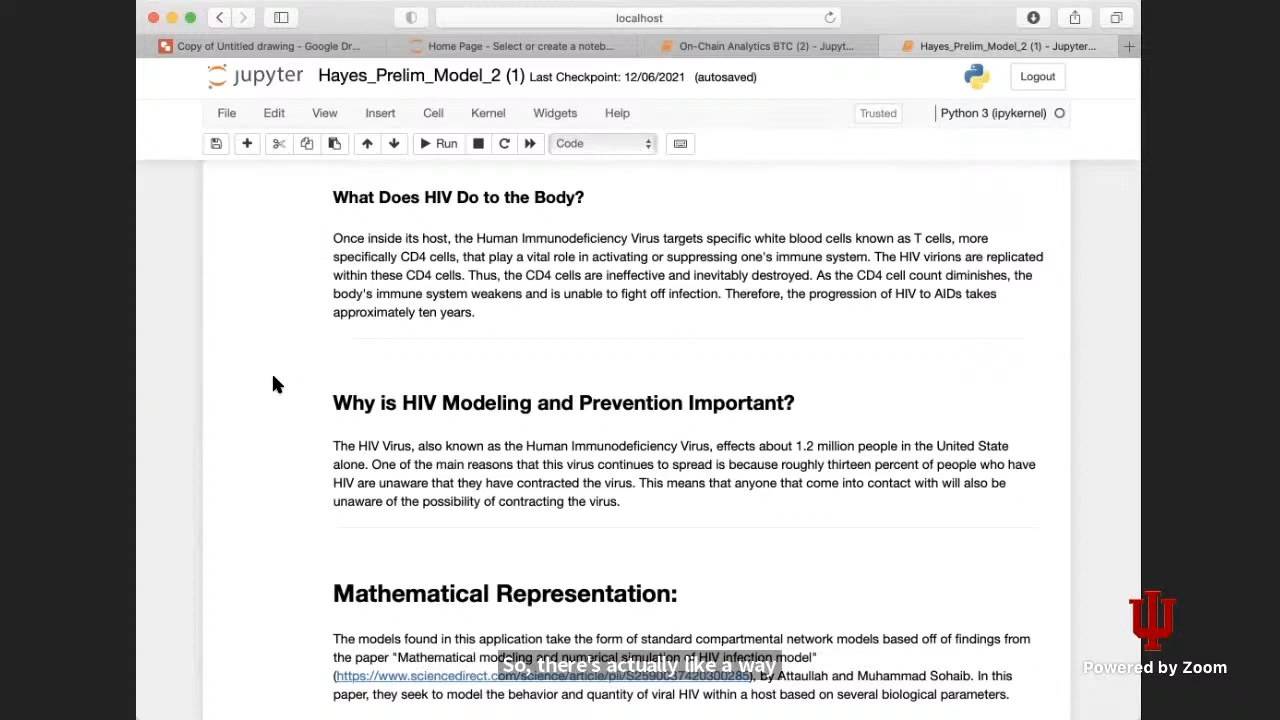 localhost
Copy of Untitled drawing - Google Dr...
Home Page - Select or create a noteb...
On-Chain Analytics BTC (2) - Jupyt...
Hayes_Prelim_Model_2 (1) - Jupyter...
jupyter Hayes_Prelim_Model_2 (1) Last Checkpoint: 12/06/2021 (autosaved)
Logout
File Edit View Insert Cell Kernel Widgets Help
Trusted
Python 3 (ipykernel)
Run
Code
What Does HIV Do to the Body?
Once inside its host, the Human Immunodeficiency Virus targets specific white blood cells known as T cells, more
specifically CD4 cells, that play a vital role in activating or suppressing one's immune system. The HIV virions are replicated
within these CD4 cells. Thus, the CD4 cells are ineffective and inevitably destroyed. As the CD4 cell count diminishes, the
body's immune system weakens and is unable to fight off infection. Therefore, the progression of HIV to AIDs takes
approximately ten years.
Why is HIV Modeling and Prevention Important?
The HIV Virus, also known as the Human Immunodeficiency Virus, effects about 1.2 million people in the United State
alone. One of the main reasons that this virus continues to spread is because roughly thirteen percent of people who have
HIV are unaware that they have contracted the virus. This means that anyone that come into contact with will also be
unaware of the possibility of contracting the virus.
Mathematical Representation:
The models found in this application take the form of standard compartmental network models based off of findings from
the paper "Mathematical modeling and numerical simulation of HIV infection model"
So, there's actually like a way
(https://www.sciencedirect.com/science/article/pii/S2590037420300285), by Attaullah and Muhammad Sohaib. In this
paper, they seek to model the behavior and quantity of viral HIV within a host based on several biological parameters.
Powered by Zoom